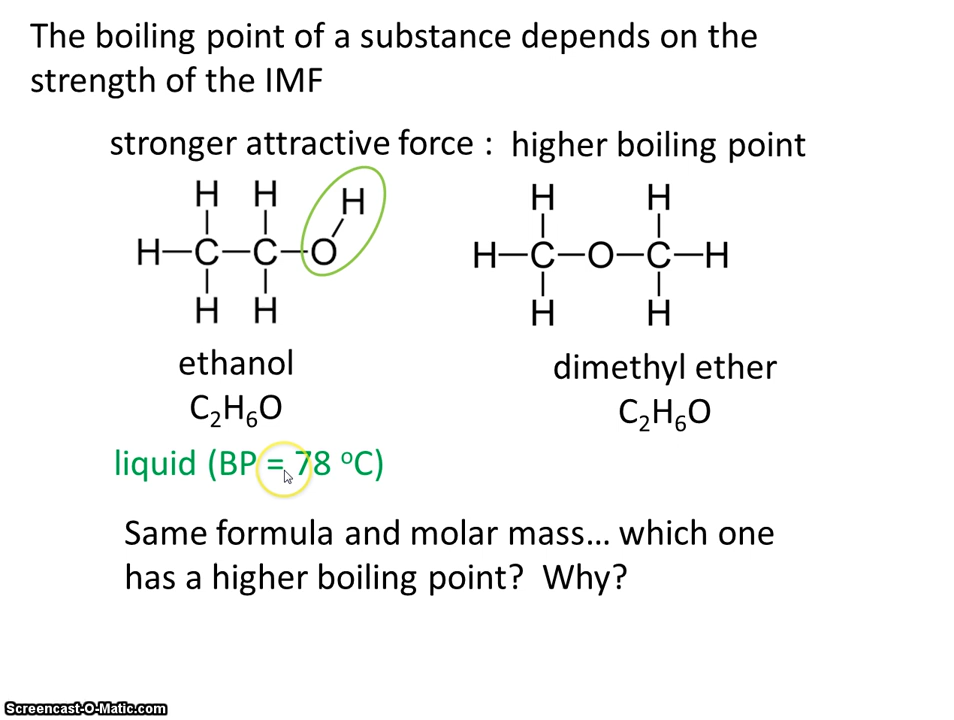 The boiling point of a substance depends on the
strength of the IMF
stronger attractive force : higher boiling point
H H H
H—C—C—O
H H
ethanol
C₂H₆O
liquid (BP = 78 °C)
H H
H—C—O—C—H
H H
dimethyl ether
C₂H₆O
Same formula and molar mass... which one
has a higher boiling point?  Why?
Screencast-O-Matic.com